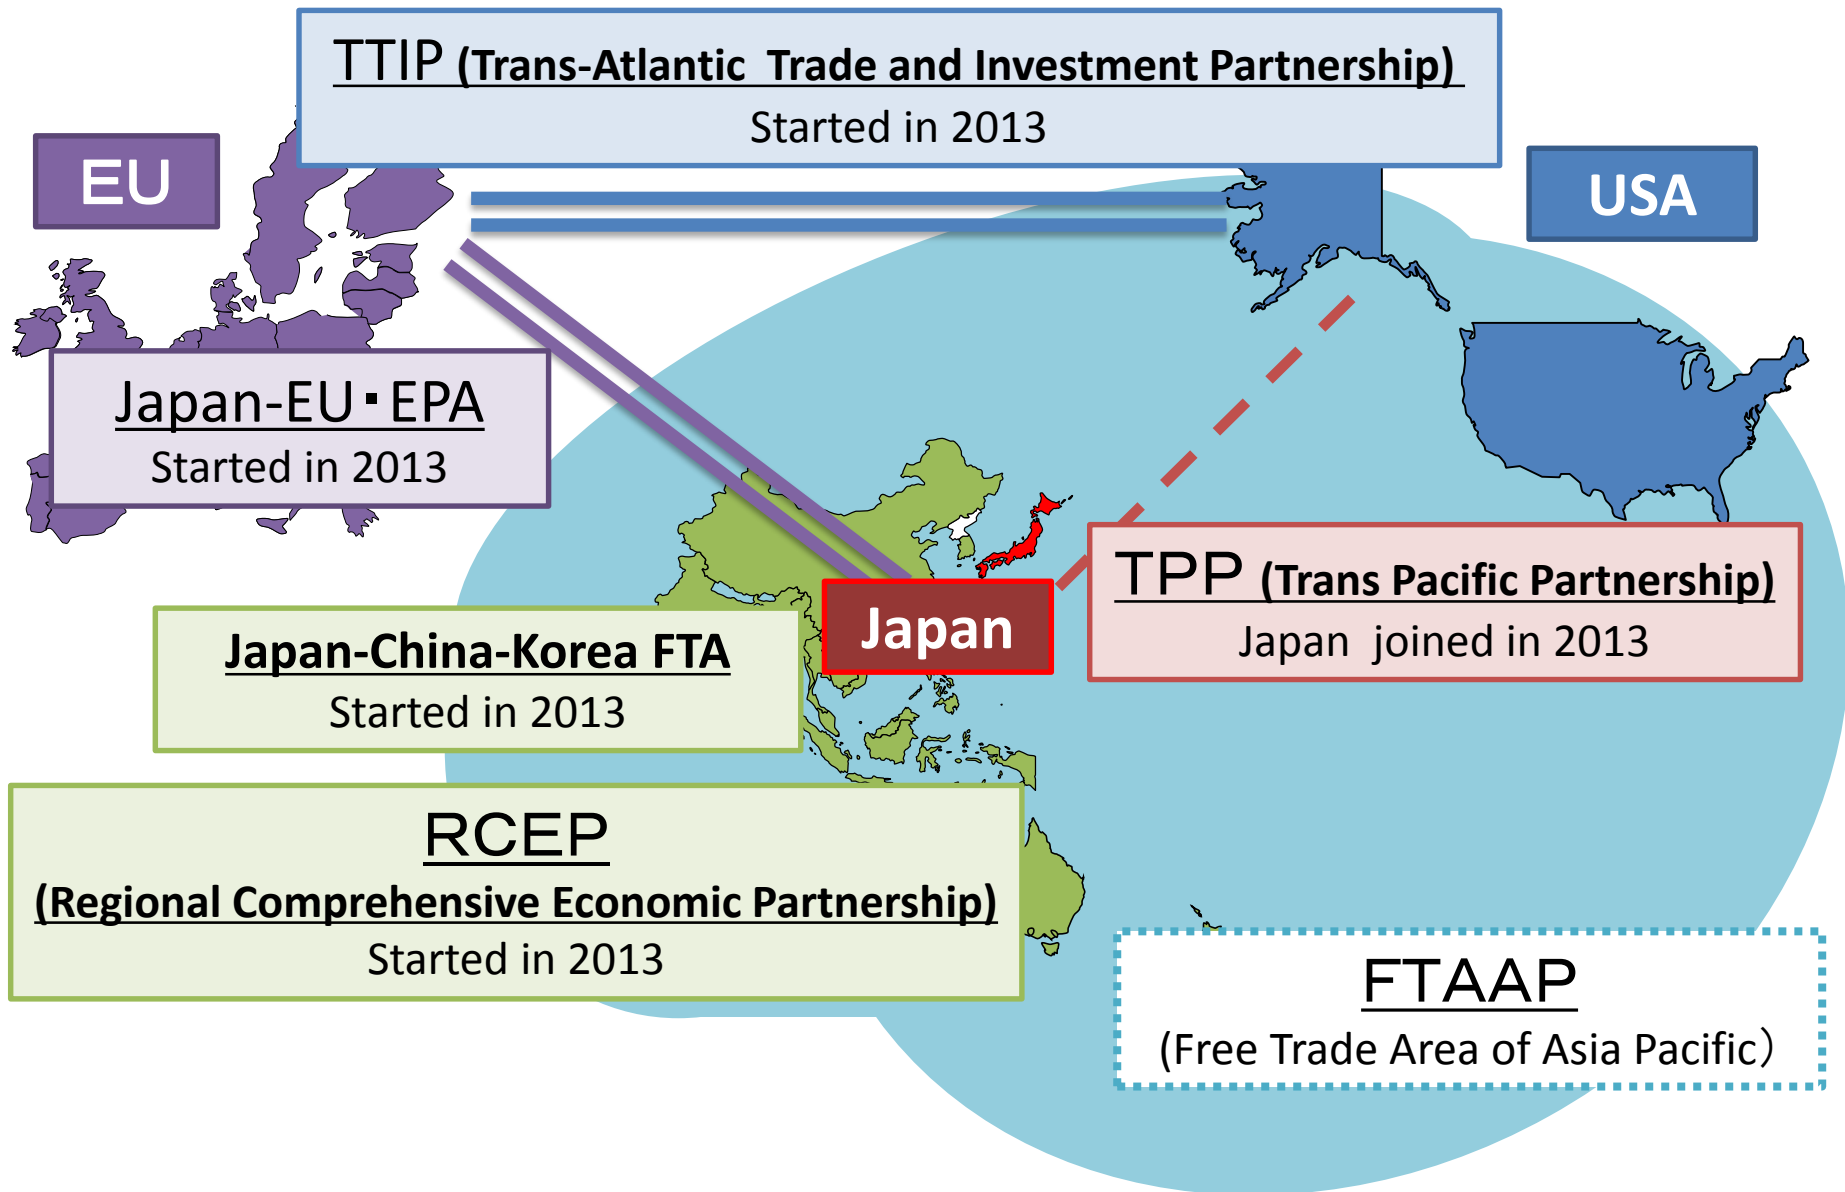 TTIP (Trans-Atlantic  Trade and Investment Partnership)
Started in 2013
EU
USA
Japan-EU・EPA
Started in 2013
TPP (Trans Pacific Partnership)
Japan  joined in 2013
Japan
Japan-China-Korea FTA
Started in 2013
RCEP
(Regional Comprehensive Economic Partnership)
Started in 2013
FTAAP
(Free Trade Area of Asia Pacific）